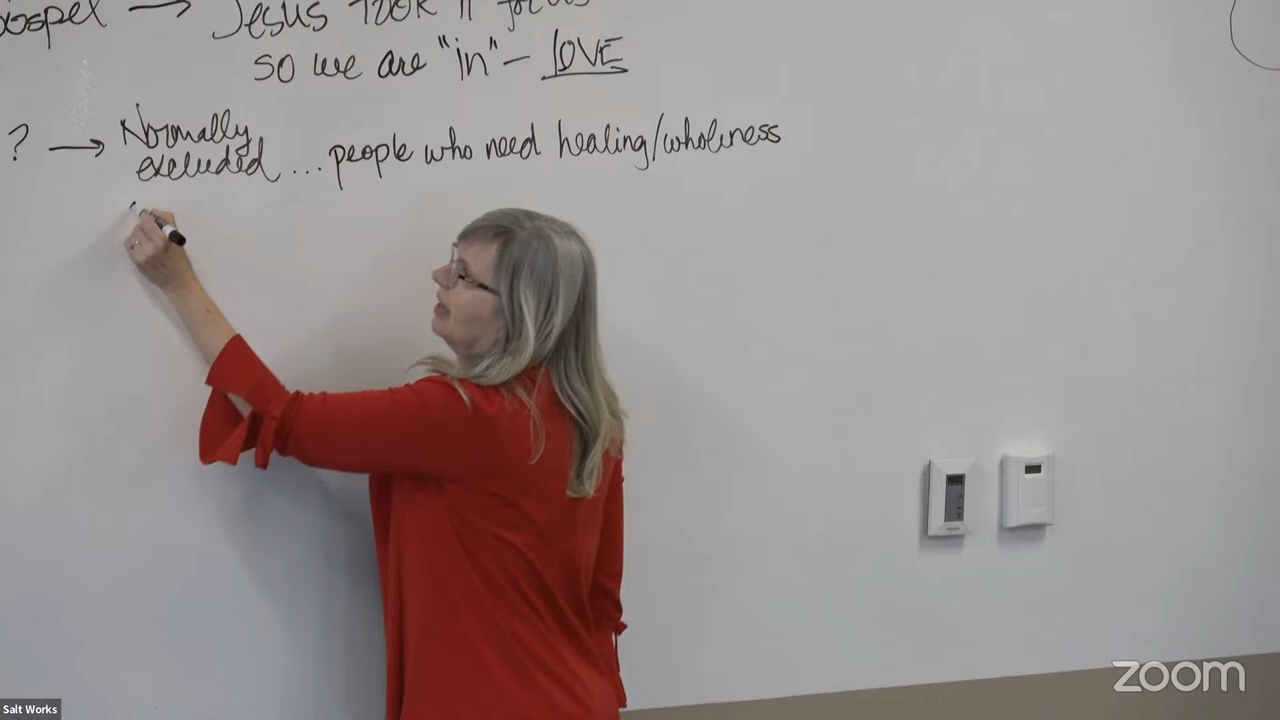 Jesus took it for us
so we are "in" — LOVE
? → Normally
excluded ... people who need healing/wholeness
Salt Works
zoom